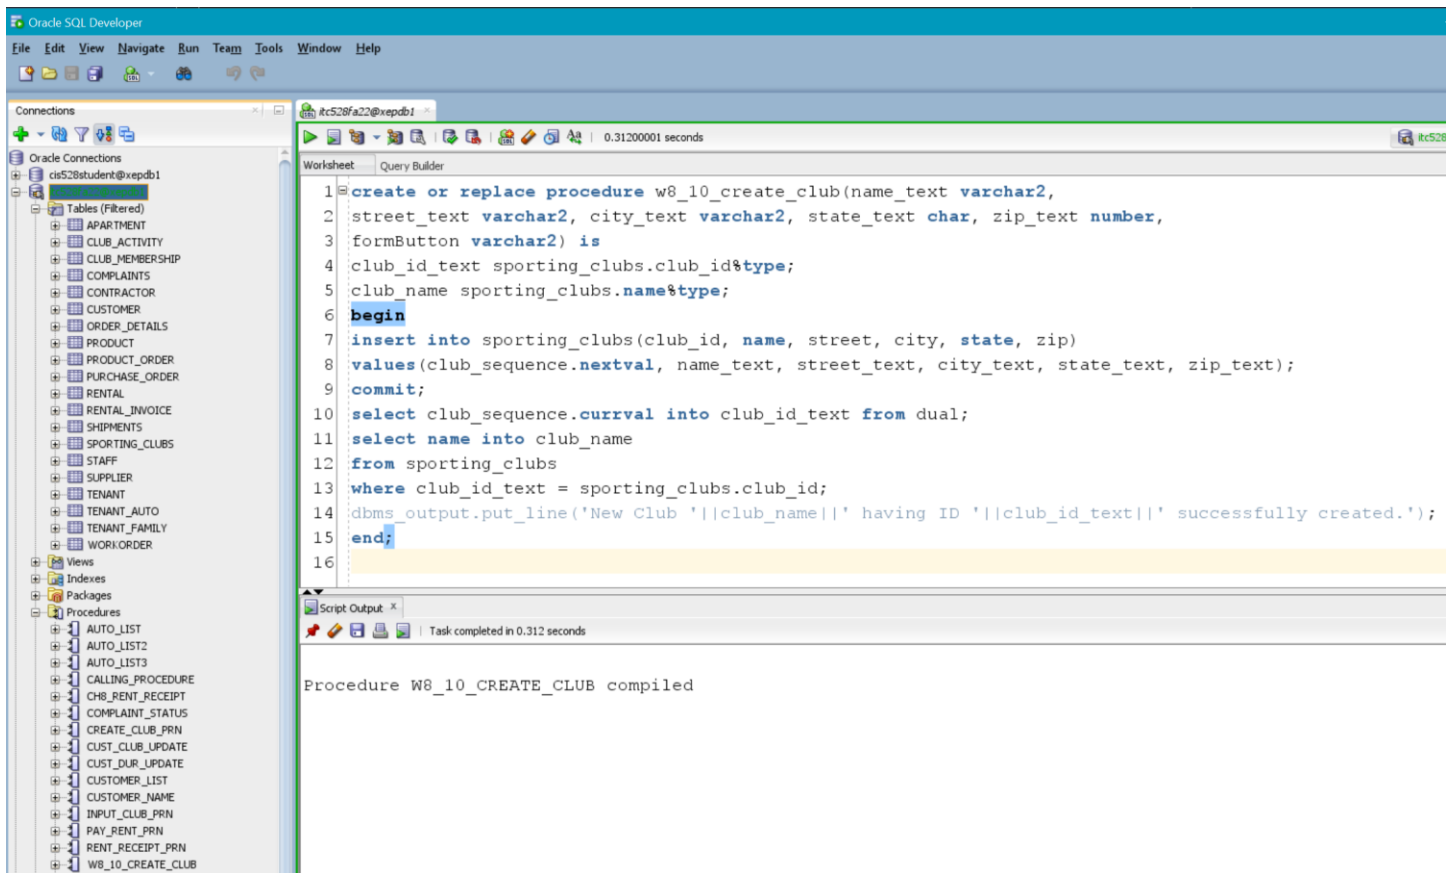 Oracle SQL Developer
File Edit View Navigate Run Team Tools Window Help
Connections
itc528fa22@xepdb1
0.31200001 seconds
itc528
Oracle Connections
cis528student@xepdb1
Tables (Filtered)
APARTMENT
CLUB_ACTIVITY
CLUB_MEMBERSHIP
COMPLAINTS
CONTRACTOR
CUSTOMER
ORDER_DETAILS
PRODUCT
PRODUCT_ORDER
PURCHASE_ORDER
RENTAL
RENTAL_INVOICE
SHIPMENTS
SPORTING_CLUBS
STAFF
SUPPLIER
TENANT
TENANT_AUTO
TENANT_FAMILY
WORKORDER
Views
Indexes
Packages
Procedures
AUTO_LIST
AUTO_LIST2
AUTO_LIST3
CALLING_PROCEDURE
CH8_RENT_RECEIPT
COMPLAINT_STATUS
CREATE_CLUB_PRN
CUST_CLUB_UPDATE
CUST_DUR_UPDATE
CUSTOMER_LIST
CUSTOMER_NAME
INPUT_CLUB_PRN
PAY_RENT_PRN
RENT_RECEIPT_PRN
W8_10_CREATE_CLUB
Worksheet Query Builder
1 create or replace procedure w8_10_create_club(name_text varchar2,
2 street_text varchar2, city_text varchar2, state_text char, zip_text number,
3 formButton varchar2) is
4 club_id_text sporting_clubs.club_id%type;
5 club_name sporting_clubs.name%type;
6 begin
7 insert into sporting_clubs(club_id, name, street, city, state, zip)
8 values(club_sequence.nextval, name_text, street_text, city_text, state_text, zip_text);
9 commit;
10 select club_sequence.currval into club_id_text from dual;
11 select name into club_name
12 from sporting_clubs
13 where club_id_text = sporting_clubs.club_id;
14 dbms_output.put_line('New Club '||club_name||' having ID '||club_id_text||' successfully created.');
15 end;
16
Script Output x
Task completed in 0.312 seconds
Procedure W8_10_CREATE_CLUB compiled